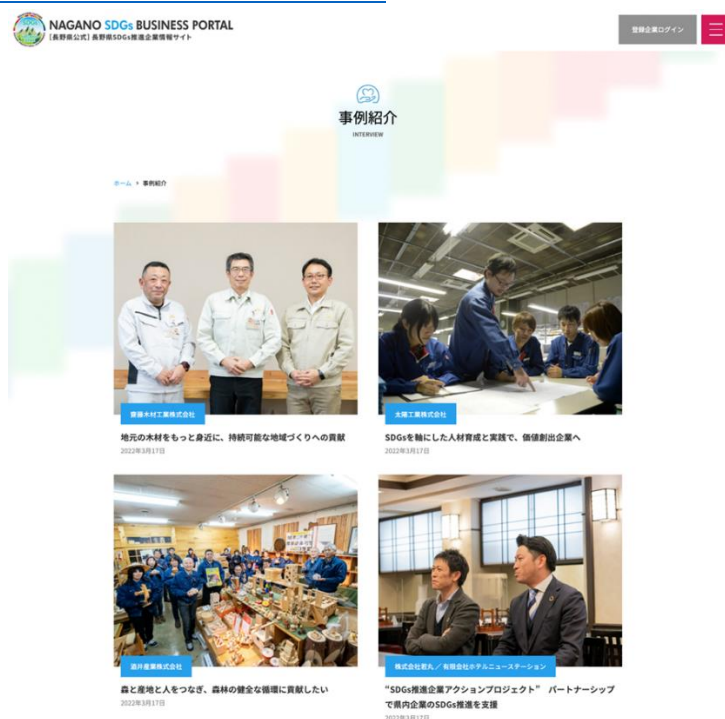 NAGANO SDGs BUSINESS PORTAL
[長野県公式] 長野県SDGs推進企業情報サイト
登録企業ログイン
事例紹介
INTERVIEW
ホーム › 事例紹介
齋藤木材工業株式会社
地元の木材をもっと身近に、持続可能な地域づくりへの貢献
2022年3月17日
太陽工業株式会社
SDGsを軸にした人材育成と実践で、価値創出企業へ
2022年3月17日
酒井産業株式会社
森と産地と人をつなぎ、森林の健全な循環に貢献したい
2022年3月17日
株式会社若丸 ／ 有限会社ホテルニューステーション
“SDGs推進企業アクションプロジェクト”　パートナーシップ
で県内企業のSDGs推進を支援
2022年3月17日